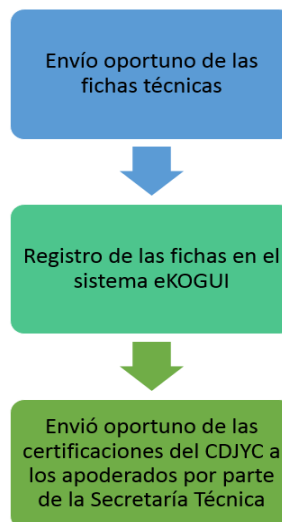 Envío oportuno de las
fichas técnicas
Registro de las fichas en el
sistema eKOGUI
Envió oportuno de las
certificaciones del CDJYC a
los apoderados por parte
de la Secretaría Técnica